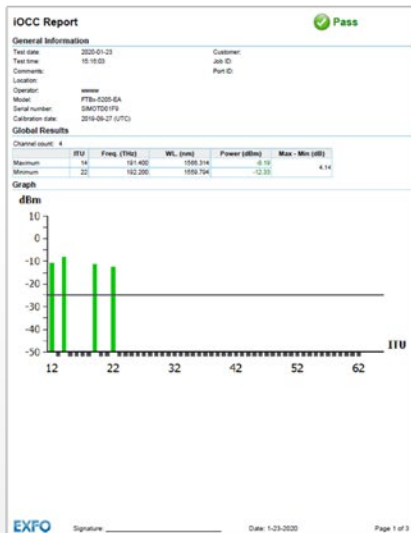 iOCC Report
Pass
General Information
Test date: 2020-01-23 Customer:
Test time: 15:15:03 Job ID:
Comments: Port ID:
Location:
Operator:
Model: FTBx-5205-EA
Serial number: SIMOTD01F9
Calibration date: 2019-09-27 (UTC)
Global Results
Channel count: 4
ITU Freq. (THz) WL. (nm) Power (dBm) Max - Min (dB)
Maximum 14 191.400 1566.314 -8.19 4.14
Minimum 22 192.200 1559.794 -12.33
Graph
dBm
10
0
-10
-20
-30
-40
-50
ITU
12 22 32 42 52 62
EXFO Signature: Date: 1-23-2020 Page 1 of 3